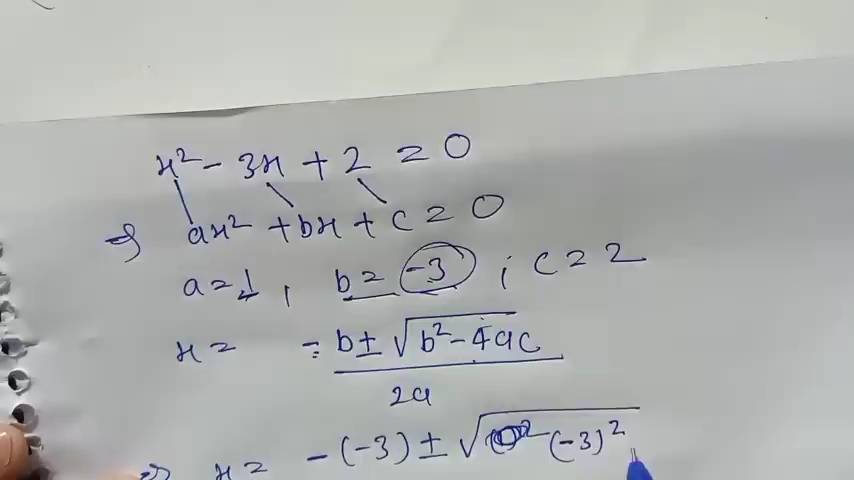 x² - 3x + 2 = 0
⇒ ax² + bx + c = 0
a = 1, b = -3 ; c = 2
x = -b ± √(b² - 4ac) / 2a
⇒ x = -(-3) ± √ (-3)²